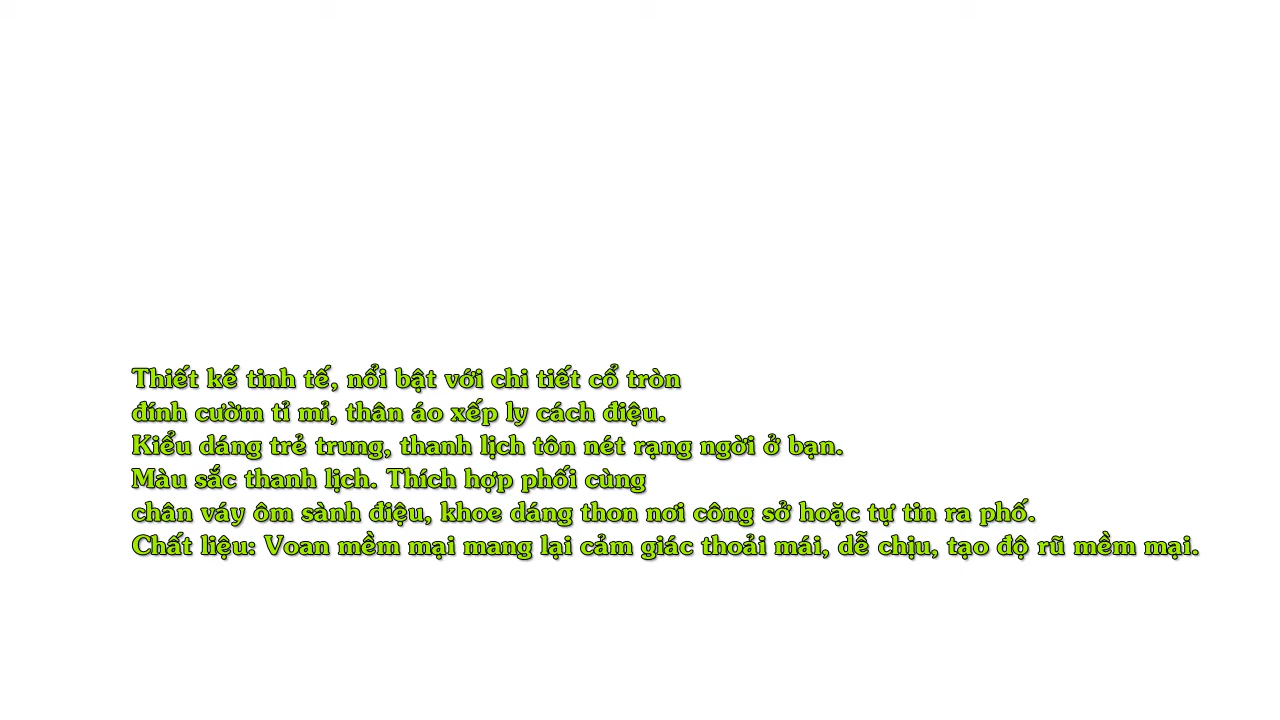 Thiết kế tinh tế, nổi bật với chi tiết cổ tròn
đính cườm tỉ mỉ, thân áo xếp ly cách điệu.
Kiểu dáng trẻ trung, thanh lịch tôn nét rạng ngời ở bạn.
Màu sắc thanh lịch. Thích hợp phối cùng
chân váy ôm sành điệu, khoe dáng thon nơi công sở hoặc tự tin ra phố.
Chất liệu: Voan mềm mại mang lại cảm giác thoải mái, dễ chịu, tạo độ rũ mềm mại.